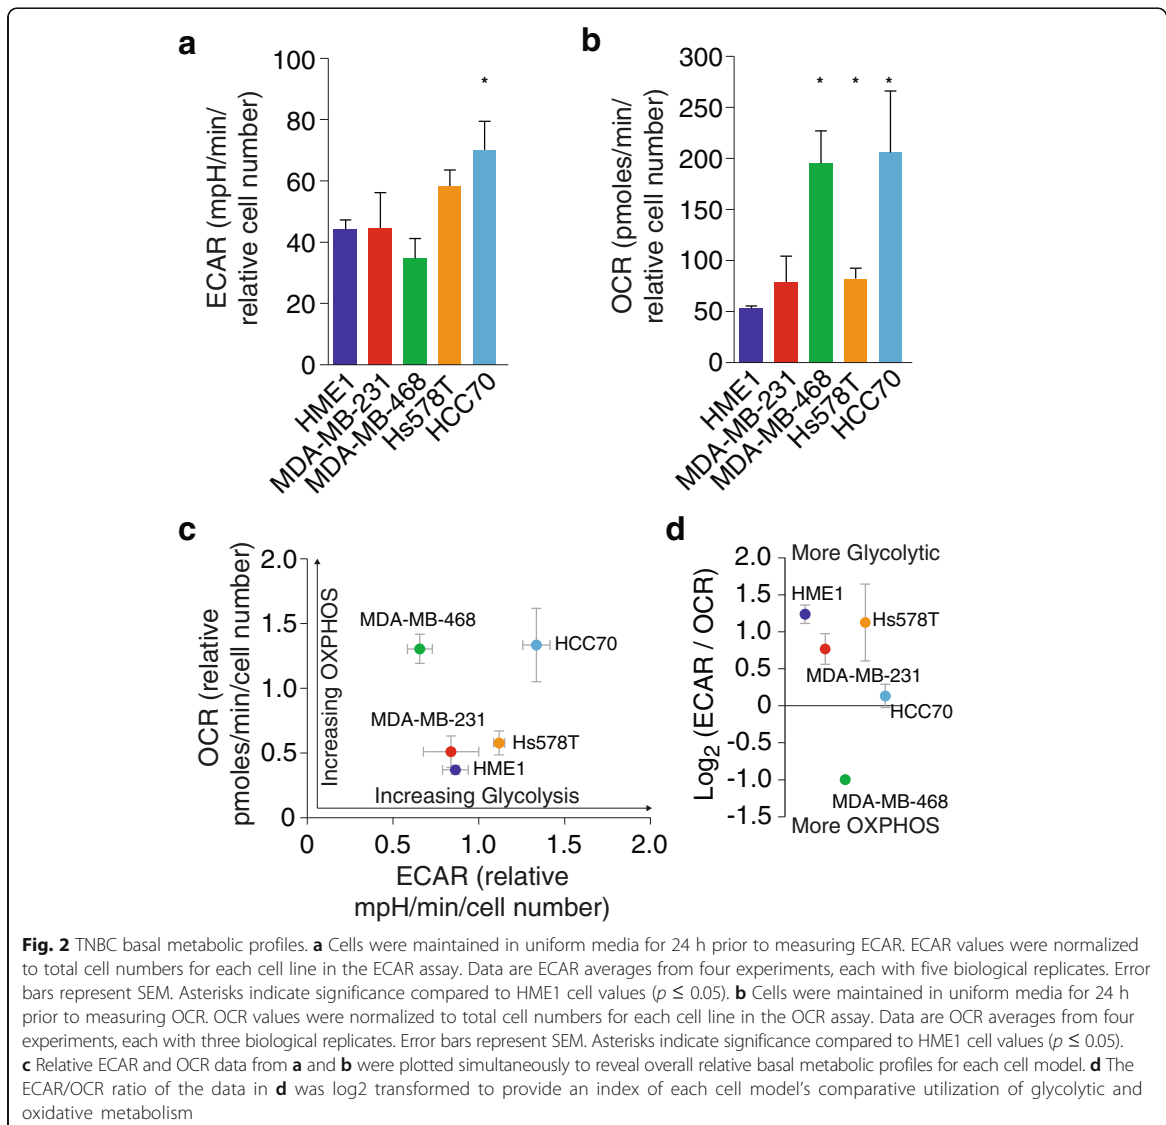 a
100
80
60
40
20
0
ECAR (mpH/min/
relative cell number)
*
HME1
MDA-MB-231
MDA-MB-468
Hs578T
HCC70
b
300
250
200
150
100
50
0
OCR (pmoles/min/
relative cell number)
* * *
HME1
MDA-MB-231
MDA-MB-468
Hs578T
HCC70
c
2.0
1.5
1.0
0.5
0
OCR (relative
pmoles/min/cell number)
Increasing OXPHOS
MDA-MB-468
HCC70
MDA-MB-231
Hs578T
HME1
Increasing Glycolysis
0 0.5 1.0 1.5 2.0
ECAR (relative
mpH/min/cell number)
d
2.0
1.5
1.0
0.5
0
-0.5
-1.0
-1.5
Log2 (ECAR / OCR)
More Glycolytic
HME1
Hs578T
MDA-MB-231
HCC70
MDA-MB-468
More OXPHOS
Fig. 2 TNBC basal metabolic profiles. a Cells were maintained in uniform media for 24 h prior to measuring ECAR. ECAR values were normalized
to total cell numbers for each cell line in the ECAR assay. Data are ECAR averages from four experiments, each with five biological replicates. Error
bars represent SEM. Asterisks indicate significance compared to HME1 cell values (p ≤ 0.05). b Cells were maintained in uniform media for 24 h
prior to measuring OCR. OCR values were normalized to total cell numbers for each cell line in the OCR assay. Data are OCR averages from four
experiments, each with three biological replicates. Error bars represent SEM. Asterisks indicate significance compared to HME1 cell values (p ≤ 0.05).
c Relative ECAR and OCR data from a and b were plotted simultaneously to reveal overall relative basal metabolic profiles for each cell model. d The
ECAR/OCR ratio of the data in d was log2 transformed to provide an index of each cell model's comparative utilization of glycolytic and
oxidative metabolism